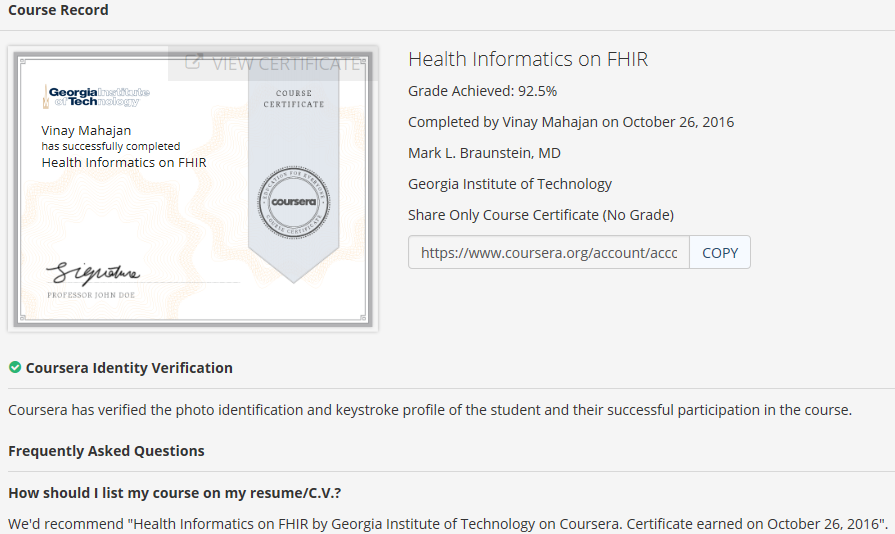 Course Record
VIEW CERTIFICATE
Georgia Institute
of Technology
Vinay Mahajan
has successfully completed
Health Informatics on FHIR
COURSE
CERTIFICATE
EDUCATION FOR EVERYONE
coursera
COURSE CERTIFICATE
Signature
PROFESSOR JOHN DOE
Health Informatics on FHIR
Grade Achieved: 92.5%
Completed by Vinay Mahajan on October 26, 2016
Mark L. Braunstein, MD
Georgia Institute of Technology
Share Only Course Certificate (No Grade)
https://www.coursera.org/account/accc COPY
Coursera Identity Verification
Coursera has verified the photo identification and keystroke profile of the student and their successful participation in the course.
Frequently Asked Questions
How should I list my course on my resume/C.V.?
We'd recommend "Health Informatics on FHIR by Georgia Institute of Technology on Coursera. Certificate earned on October 26, 2016".